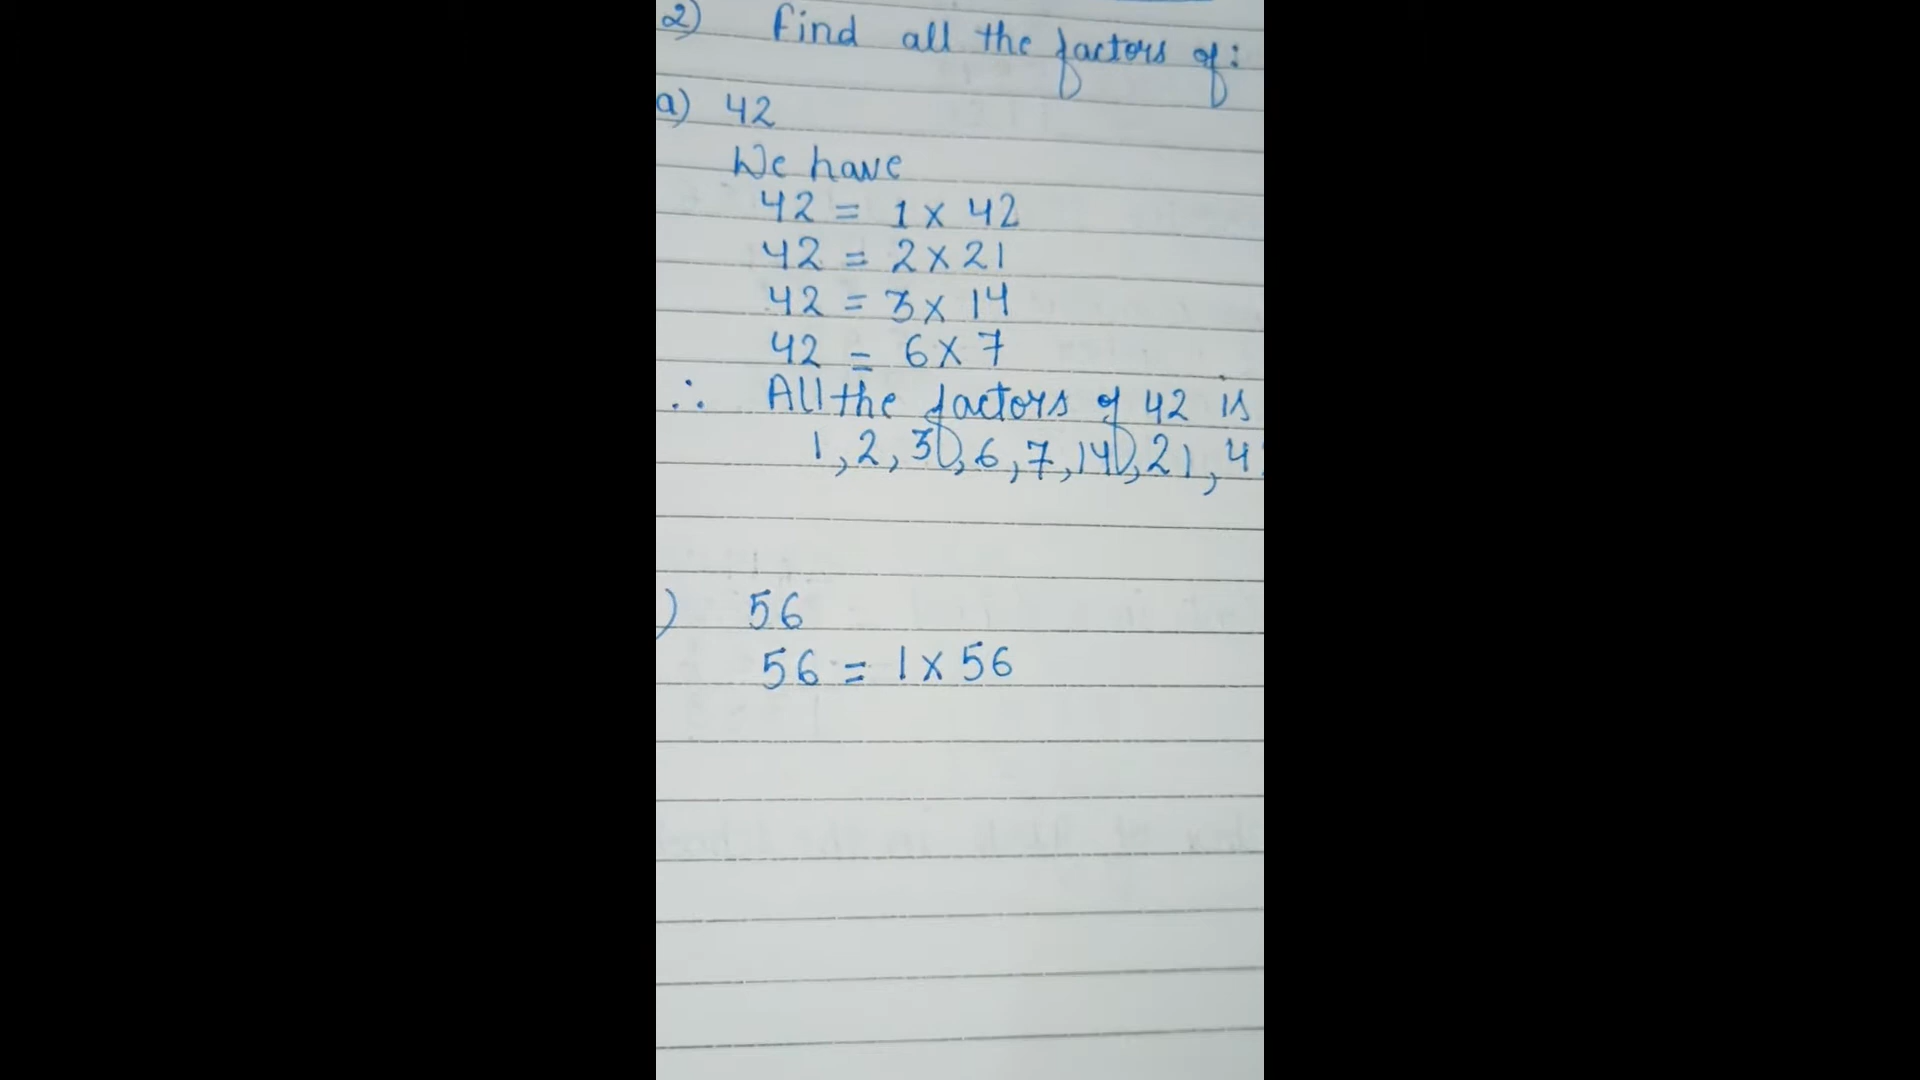 2) Find all the factors of:
a) 42
We have
42 = 1 x 42
42 = 2 x 21
42 = 3 x 14
42 = 6 x 7
∴ All the factors of 42 is
1, 2, 3, 6, 7, 14, 21, 4
) 56
56 = 1 x 56